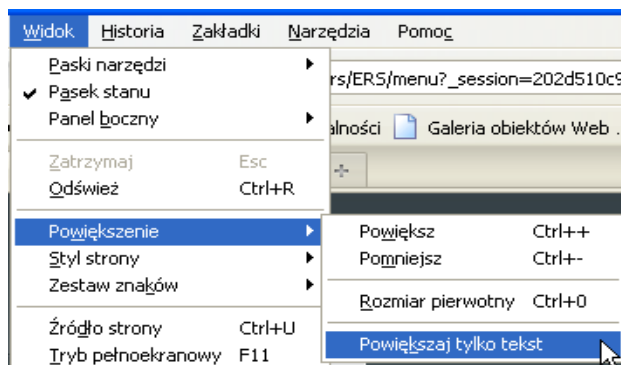 Widok Historia Zakładki Narzędzia Pomoc
Paski narzędzi
rs/ERS/menu?_session=202d510c9
Pasek stanu
Panel boczny
alności Galeria obiektów Web .
Zatrzymaj Esc
Odśwież Ctrl+R
Powiększenie
Powiększ Ctrl++
Styl strony
Pomniejsz Ctrl+-
Zestaw znaków
Rozmiar pierwotny Ctrl+0
Źródło strony Ctrl+U
Powiększaj tylko tekst
Tryb pełnoekranowy F11